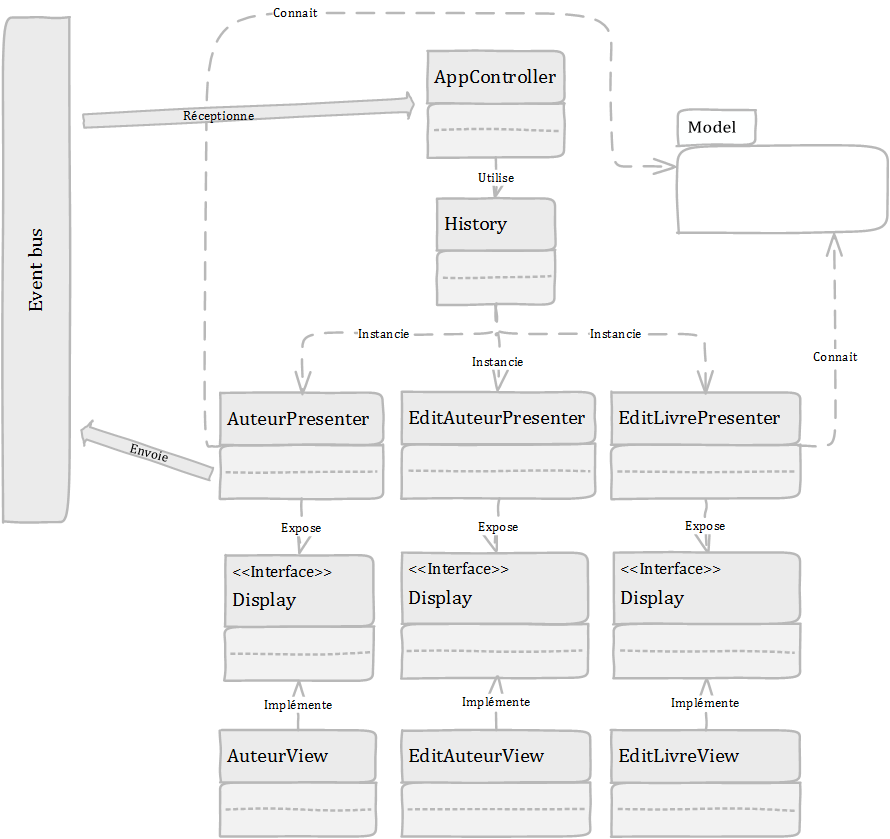 Connait
AppController
Réceptionne
Model
Utilise
History
Event bus
Instancie
Instancie
Instancie
Connait
AuteurPresenter
EditAuteurPresenter
EditLivrePresenter
Envoie
Expose
Expose
Expose
<<Interface>>
Display
<<Interface>>
Display
<<Interface>>
Display
Implémente
Implémente
Implémente
AuteurView
EditAuteurView
EditLivreView